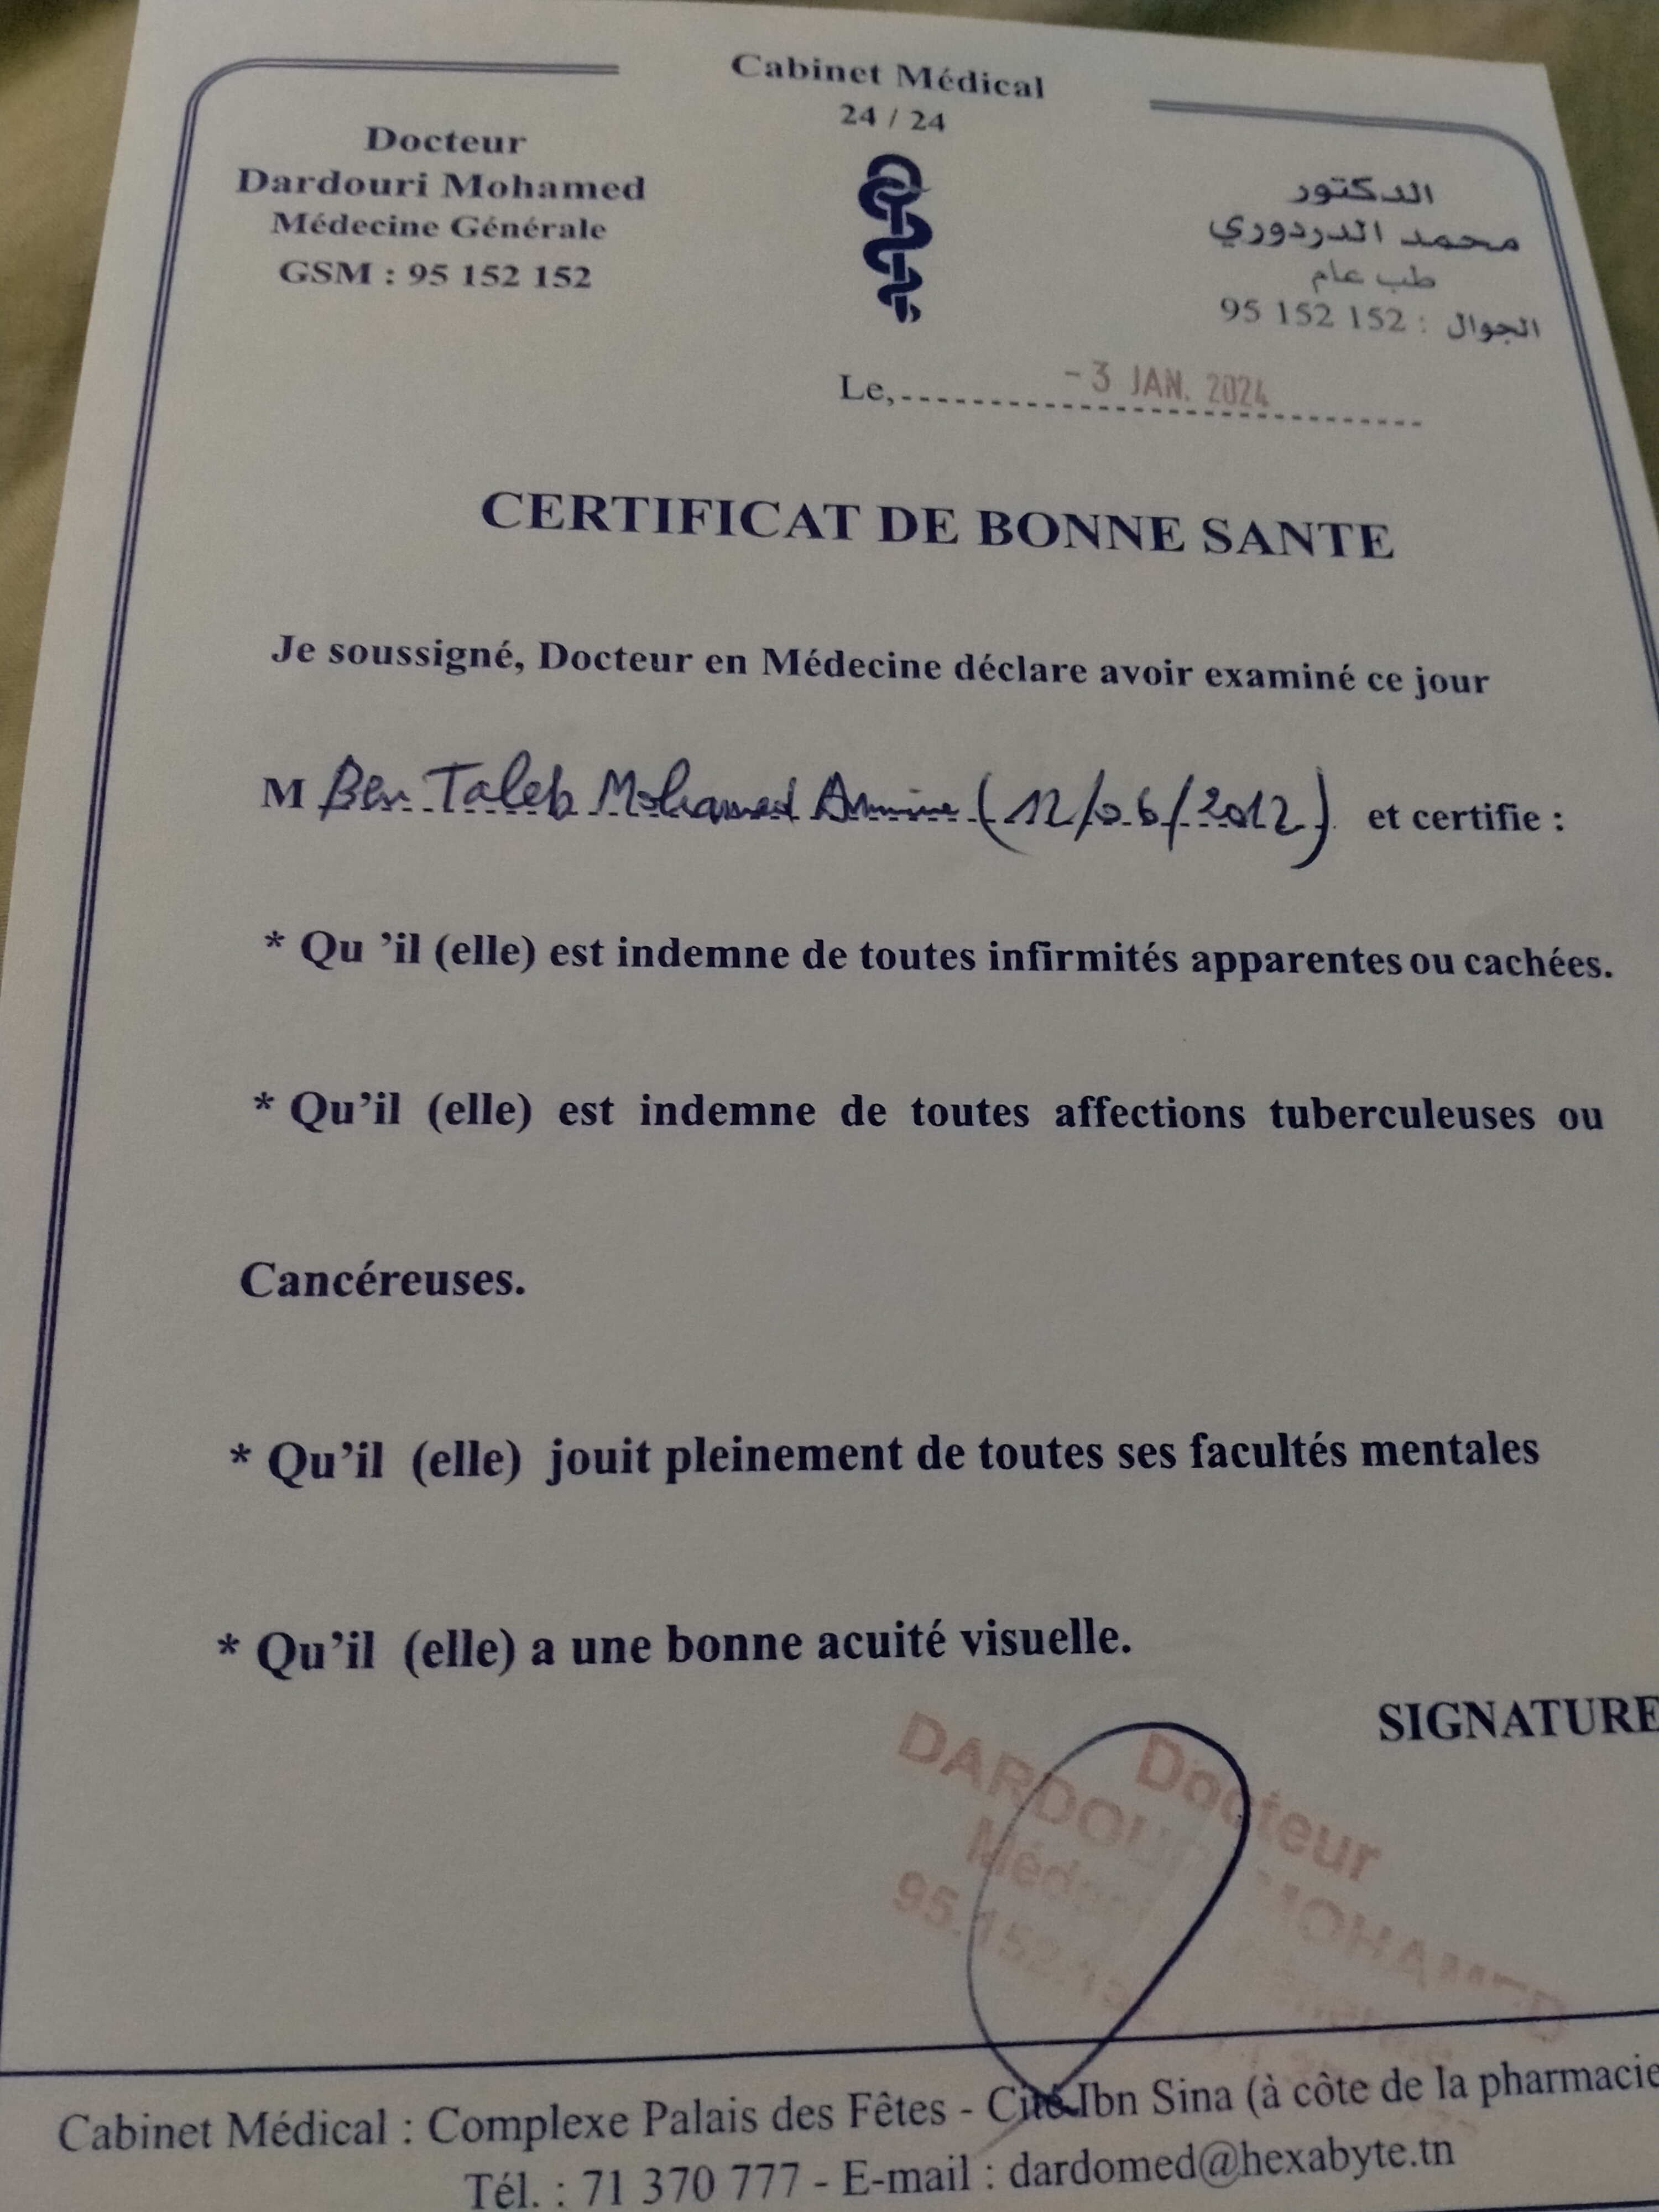 Cabinet Médical
24 / 24
Docteur
Dardouri Mohamed
Médecine Générale
GSM : 95 152 152
الدكتور
محمد الدردوري
طب عام
الجوال : 152 152 95
Le, - 3 JAN. 2024
CERTIFICAT DE BONNE SANTE
Je soussigné, Docteur en Médecine déclare avoir examiné ce jour
M Ben Taleb Mohamed Amine (12/06/2012) et certifie :
* Qu 'il (elle) est indemne de toutes infirmités apparentes ou cachées.
* Qu'il (elle) est indemne de toutes affections tuberculeuses ou
Cancéreuses.
* Qu'il (elle) jouit pleinement de toutes ses facultés mentales
* Qu'il (elle) a une bonne acuité visuelle.
SIGNATURE
Docteur
DARDOURI MOHAMED
Cabinet Médical : Complexe Palais des Fêtes - Cité Ibn Sina (à côte de la pharmacie
Tél. : 71 370 777 - E-mail : dardomed@hexabyte.tn